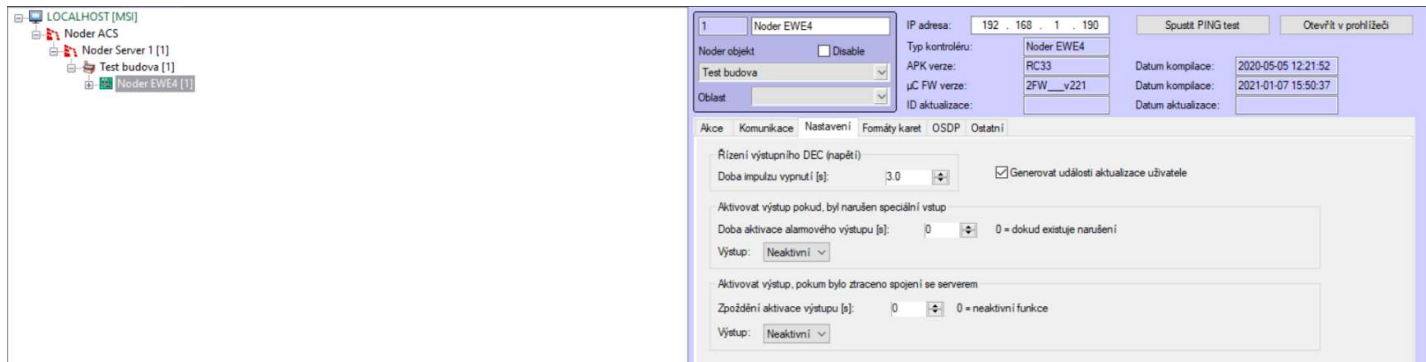 LOCALHOST [MSI]
Noder ACS
Noder Server 1 [1]
Test budova [1]
Noder EWE4 [1]
1 Noder EWE4
Noder objekt Disable
Test budova
Oblast
IP adresa: 192 . 168 . 1 . 190 Spustit PING test Otevřít v prohlížeči
Typ kontroléru: Noder EWE4
APK verze: RC33 Datum kompilace: 2020-05-05 12:21:52
µC FW verze: 2FW___v221 Datum kompilace: 2021-01-07 15:50:37
ID aktualizace: Datum aktualizace:
Akce Komunikace Nastavení Formáty karet OSDP Ostatní
Řízení výstupního DEC (napětí)
Doba impulzu vypnutí [s]: 3.0 Generovat události aktualizace uživatele
Aktivovat výstup pokud, byl narušen speciální vstup
Doba aktivace alamového výstupu [s]: 0 0 = dokud existuje narušení
Výstup: Neaktivní
Aktivovat výstup, pokum bylo ztraceno spojení se serverem
Zpoždění aktivace výstupu [s]: 0 0 = neaktivní funkce
Výstup: Neaktivní